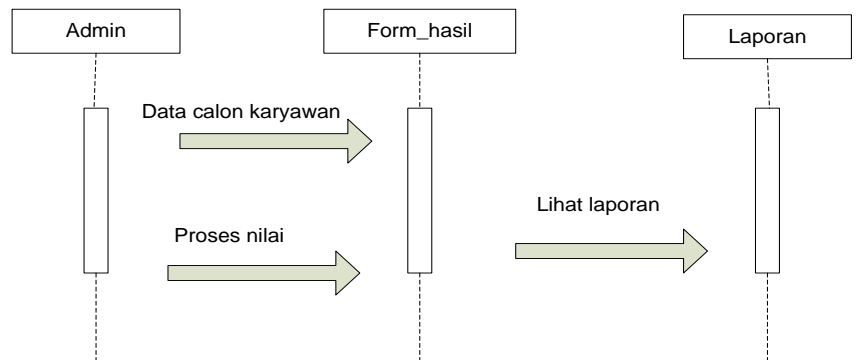 Admin
Form_hasil
Laporan
Data calon karyawan
Lihat laporan
Proses nilai